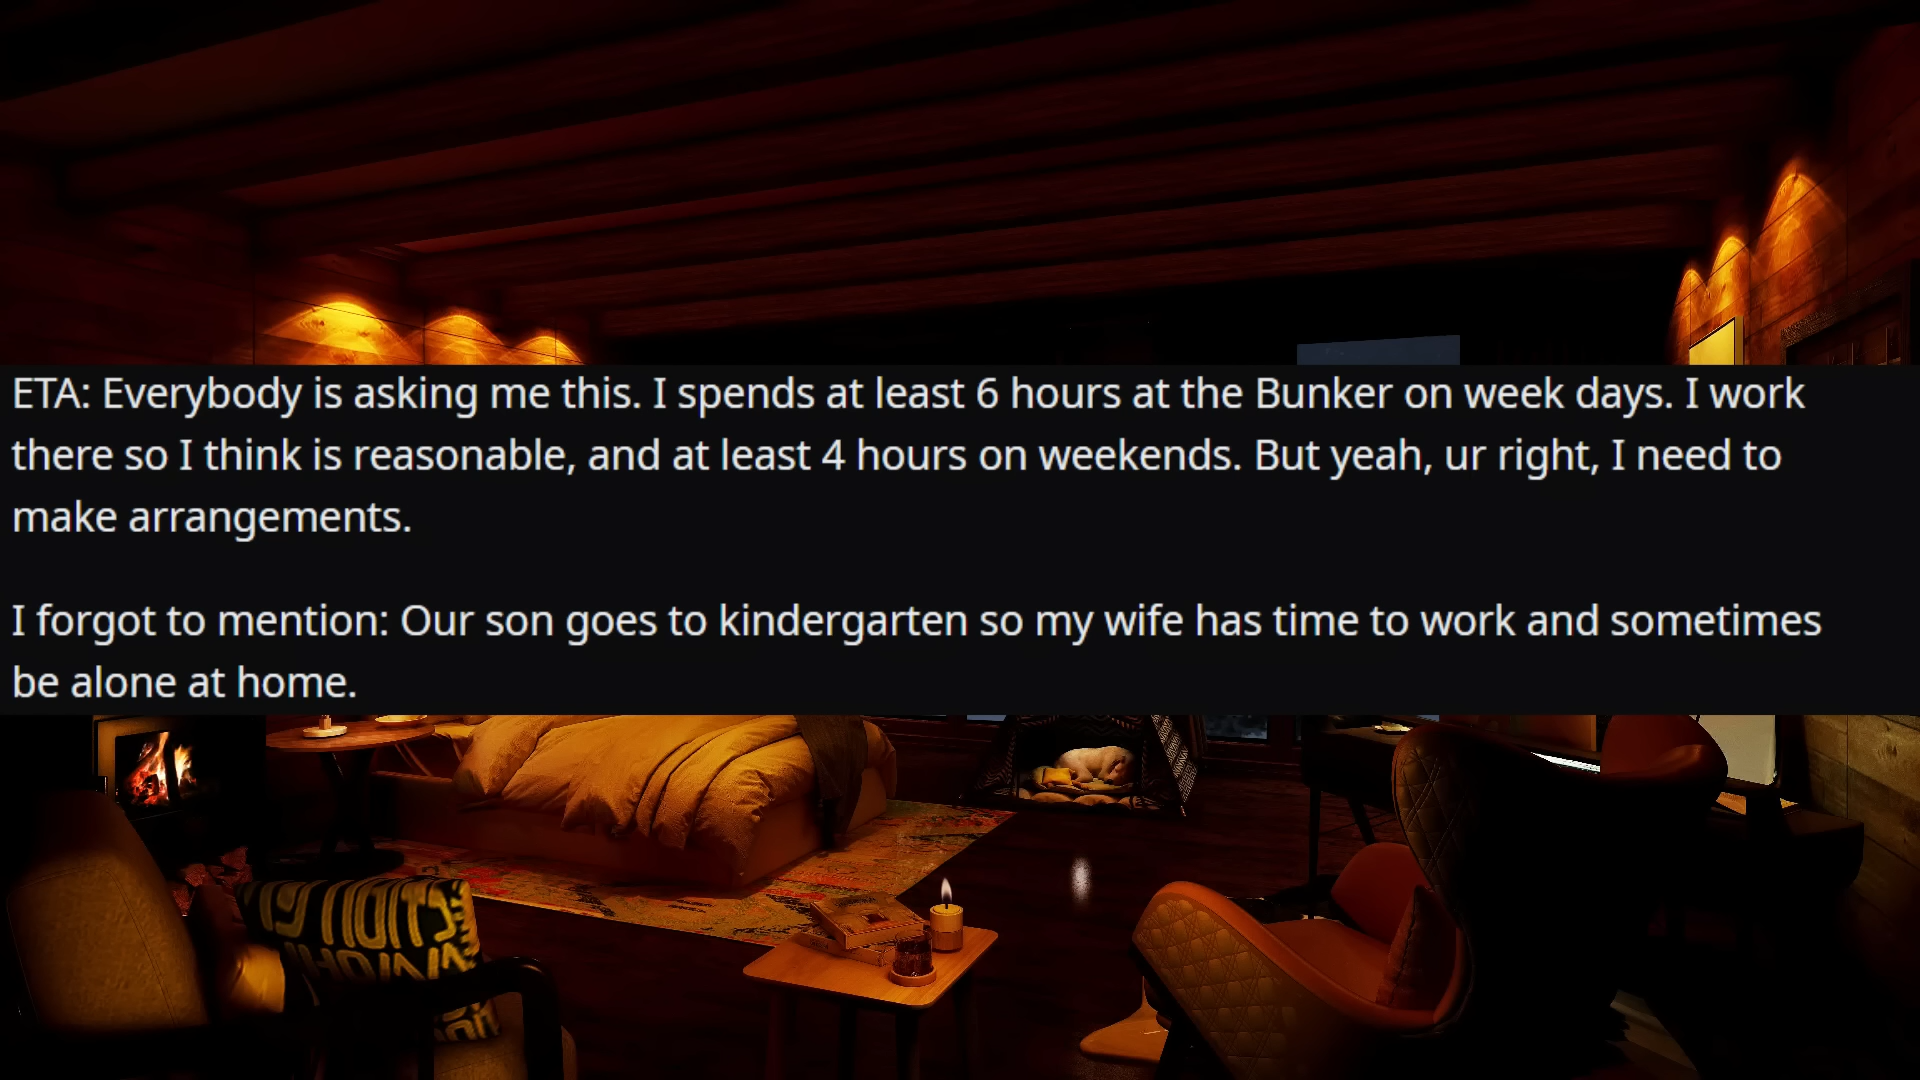 ETA: Everybody is asking me this. I spends at least 6 hours at the Bunker on week days. I work
there so I think is reasonable, and at least 4 hours on weekends. But yeah, ur right, I need to
make arrangements.
I forgot to mention: Our son goes to kindergarten so my wife has time to work and sometimes
be alone at home.